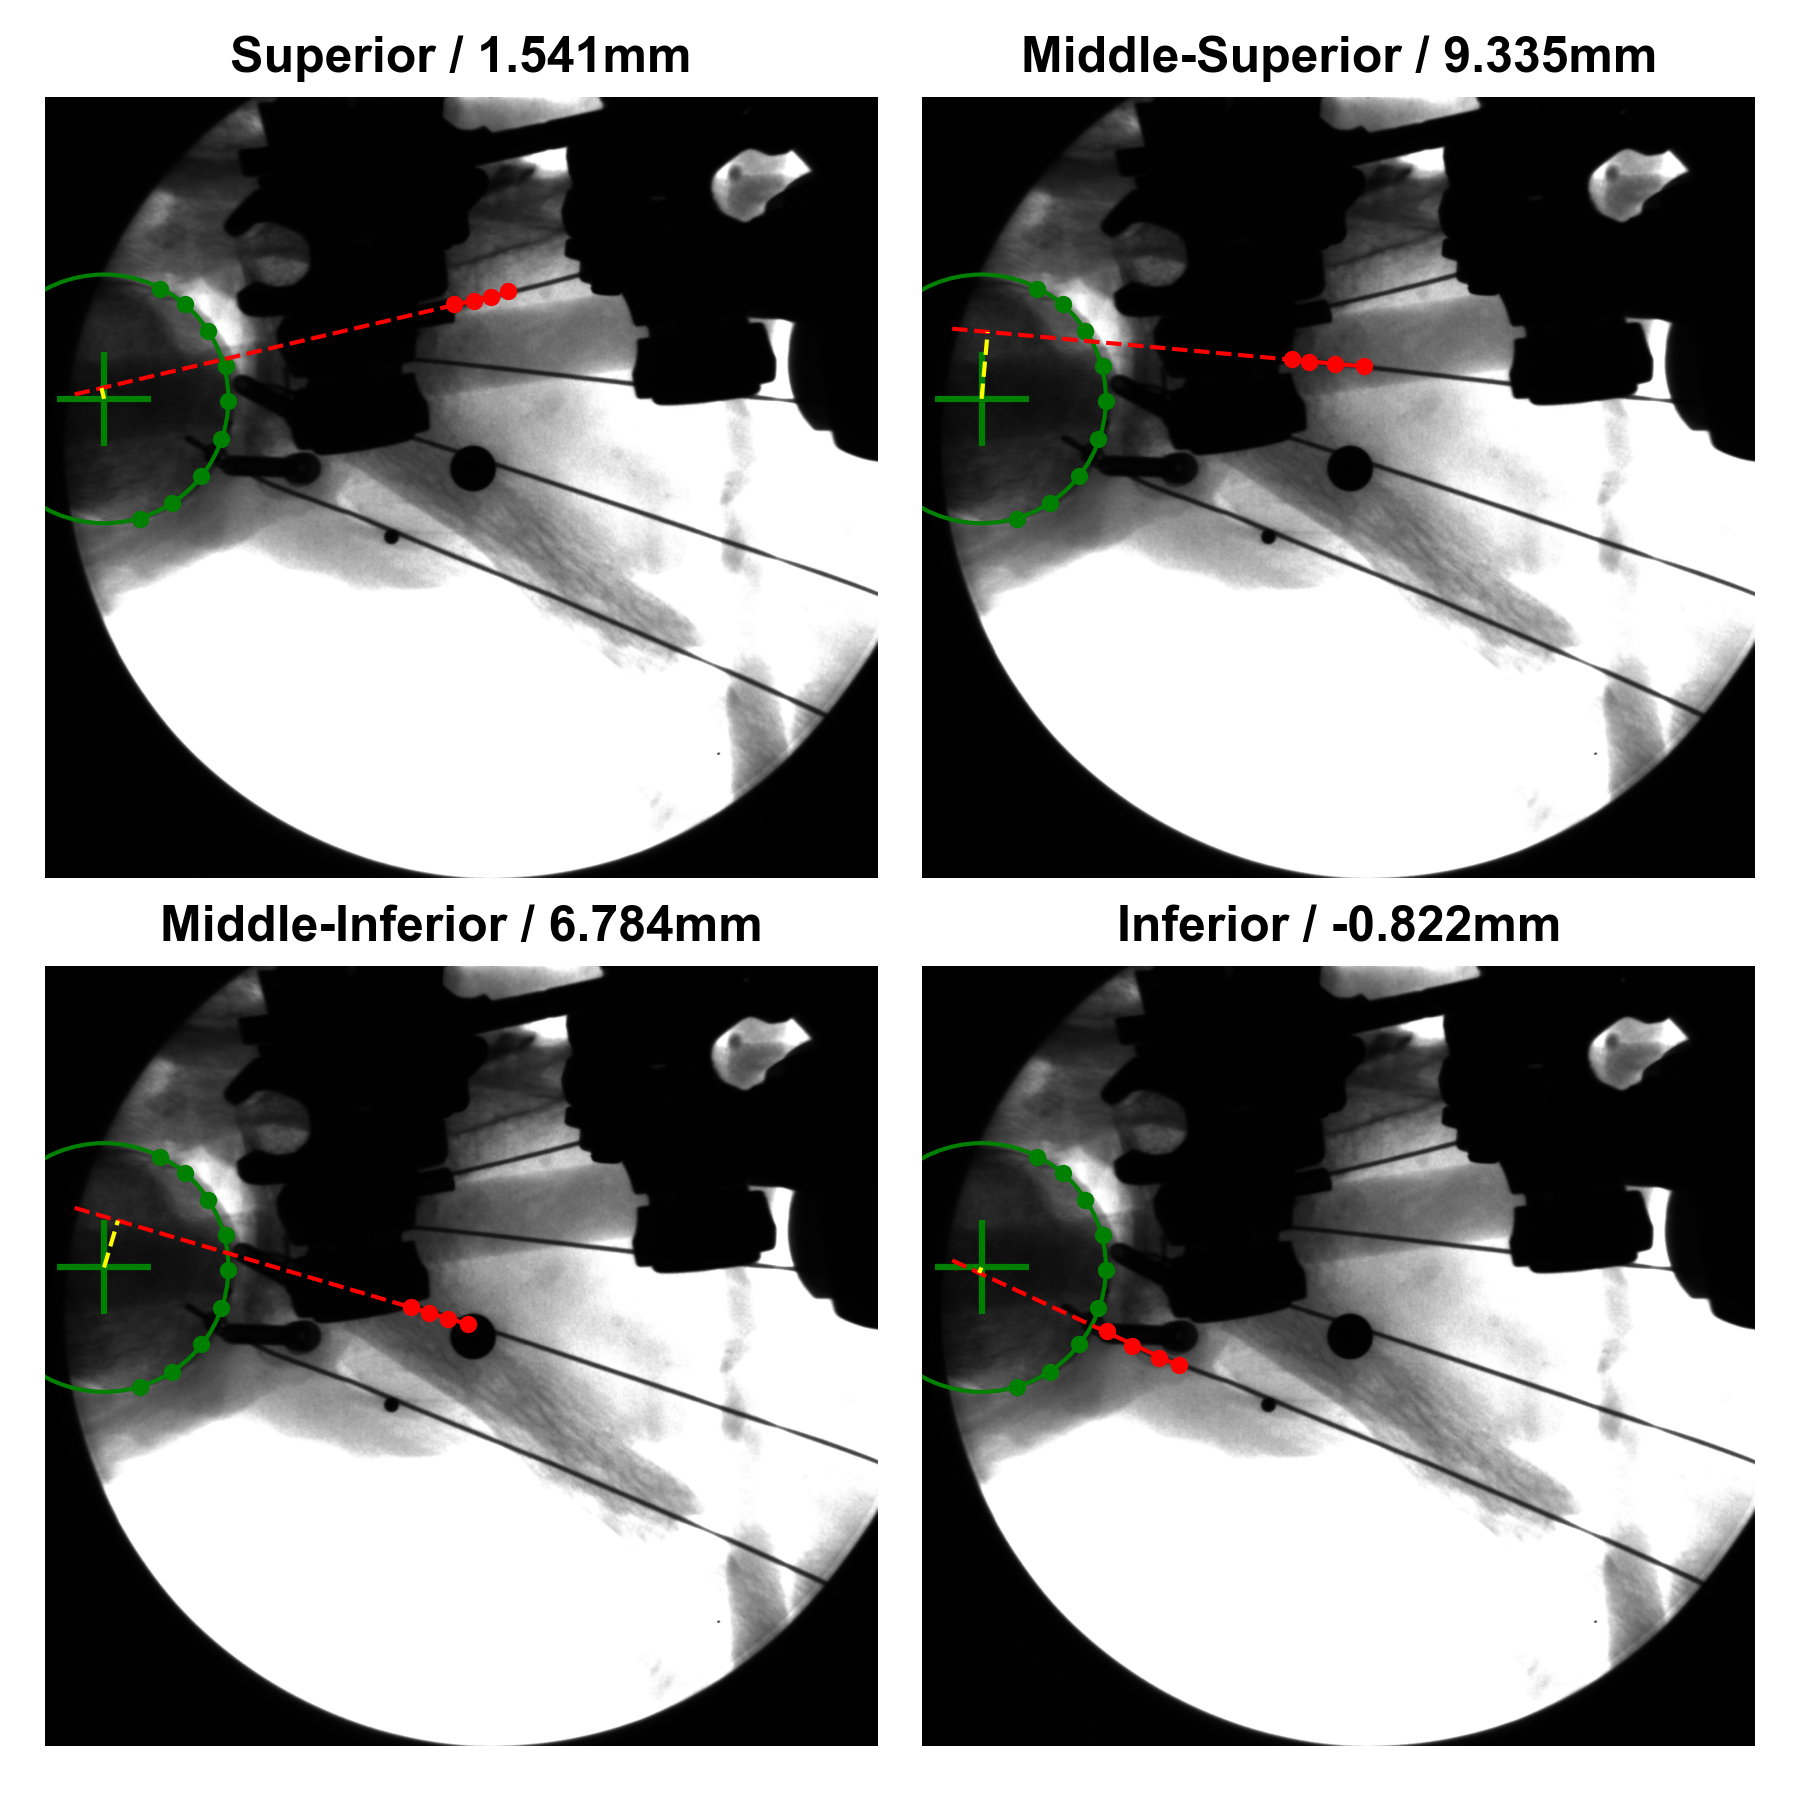 Superior / 1.541mm
Middle-Superior / 9.335mm
Middle-Inferior / 6.784mm
Inferior / -0.822mm